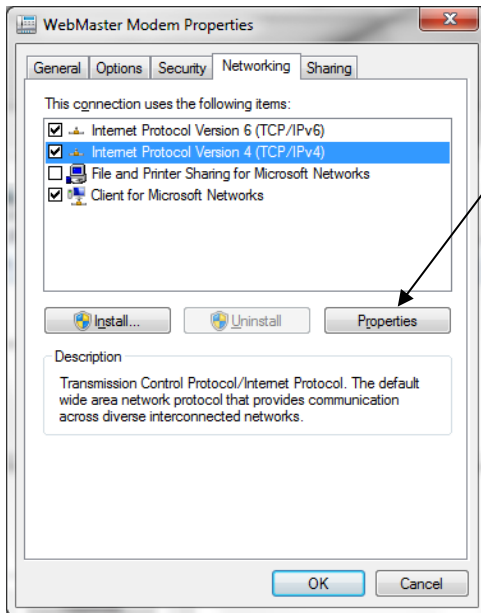 WebMaster Modem Properties
X
General Options Security Networking Sharing
This connection uses the following items:
Internet Protocol Version 6 (TCP/IPv6)
Internet Protocol Version 4 (TCP/IPv4)
File and Printer Sharing for Microsoft Networks
Client for Microsoft Networks
Install... Uninstall Properties
Description
Transmission Control Protocol/Internet Protocol. The default
wide area network protocol that provides communication
across diverse interconnected networks.
OK Cancel